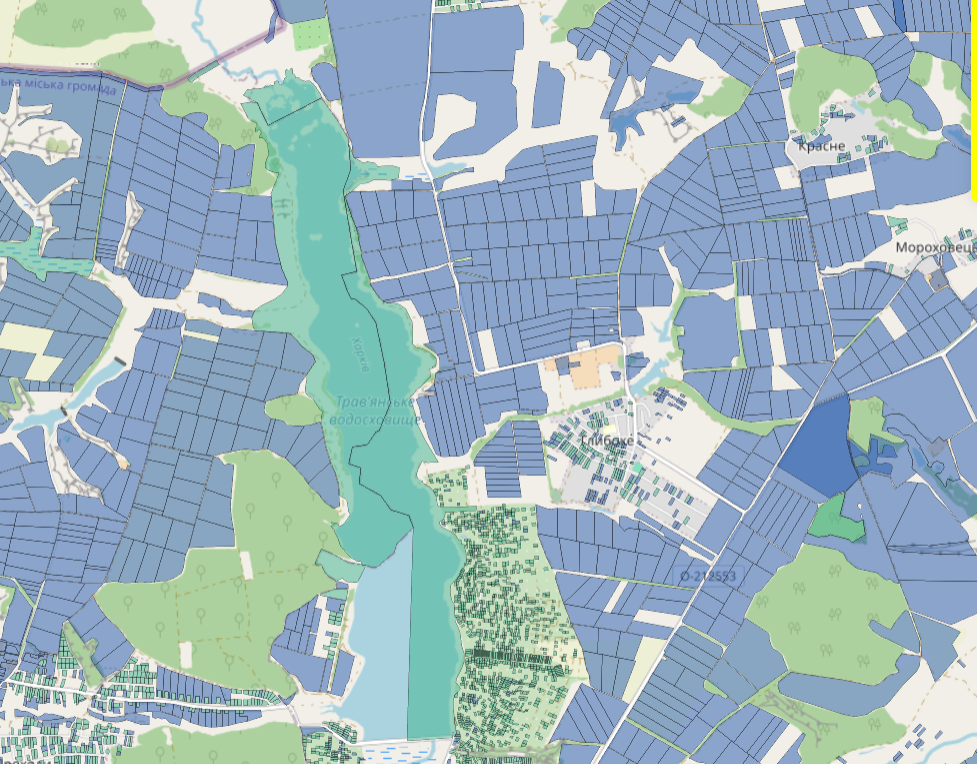 ька міська громада
Красне
Мороховець
Харків
Трав'янське
водосховище
Глибоке
О-212553